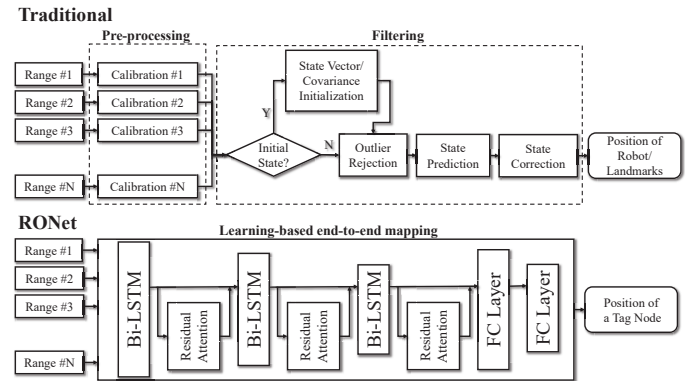 Traditional
Pre-processing
Filtering
Range #1
Calibration #1
Range #2
Calibration #2
Range #3
Calibration #3
Range #N
Calibration #N
State Vector/
Covariance
Initialization
Y
Initial
State?
N
Outlier
Rejection
State
Prediction
State
Correction
Position of
Robot/
Landmarks
RONet
Learning-based end-to-end mapping
Range #1
Range #2
Range #3
Range #N
Bi-LSTM
Residual
Attention
Bi-LSTM
Residual
Attention
Bi-LSTM
Residual
Attention
FC Layer
FC Layer
Position of
a Tag Node